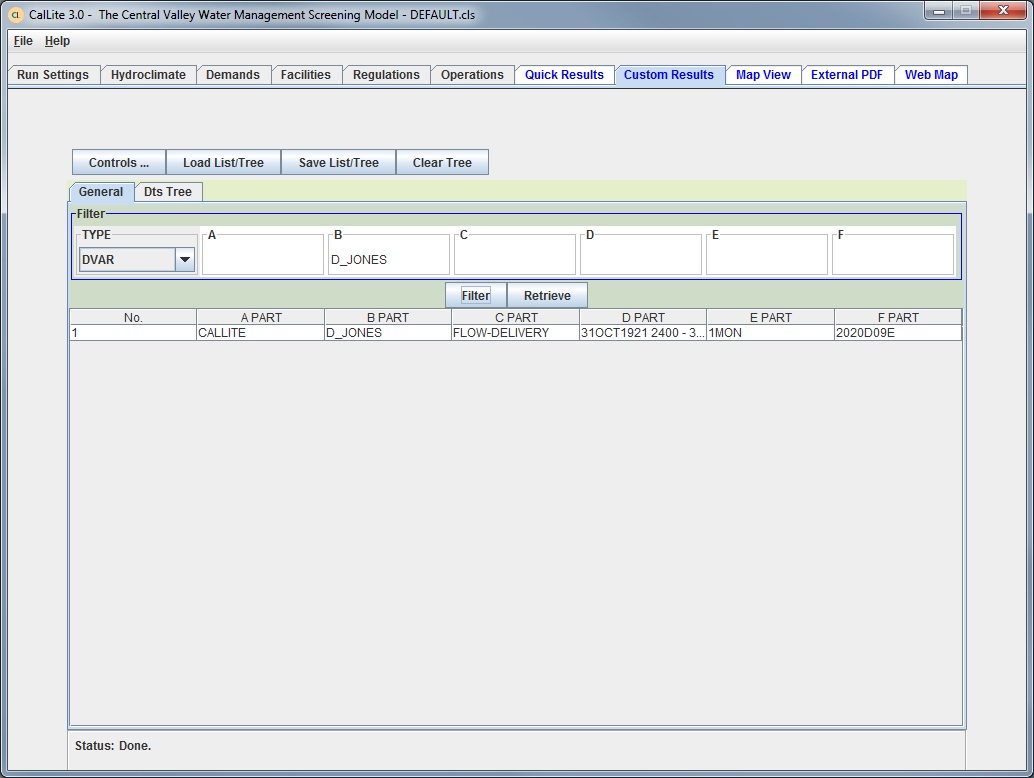 CL CalLite 3.0 - The Central Valley Water Management Screening Model - DEFAULT.cls
File Help
Run Settings Hydroclimate Demands Facilities Regulations Operations Quick Results Custom Results Map View External PDF Web Map
Controls ... Load List/Tree Save List/Tree Clear Tree
General Dts Tree
Filter
TYPE A B C D E F
DVAR D_JONES
Filter Retrieve
No. A PART B PART C PART D PART E PART F PART
1 CALLITE D_JONES FLOW-DELIVERY 31OCT1921 2400 - 3... 1MON 2020D09E
Status: Done.